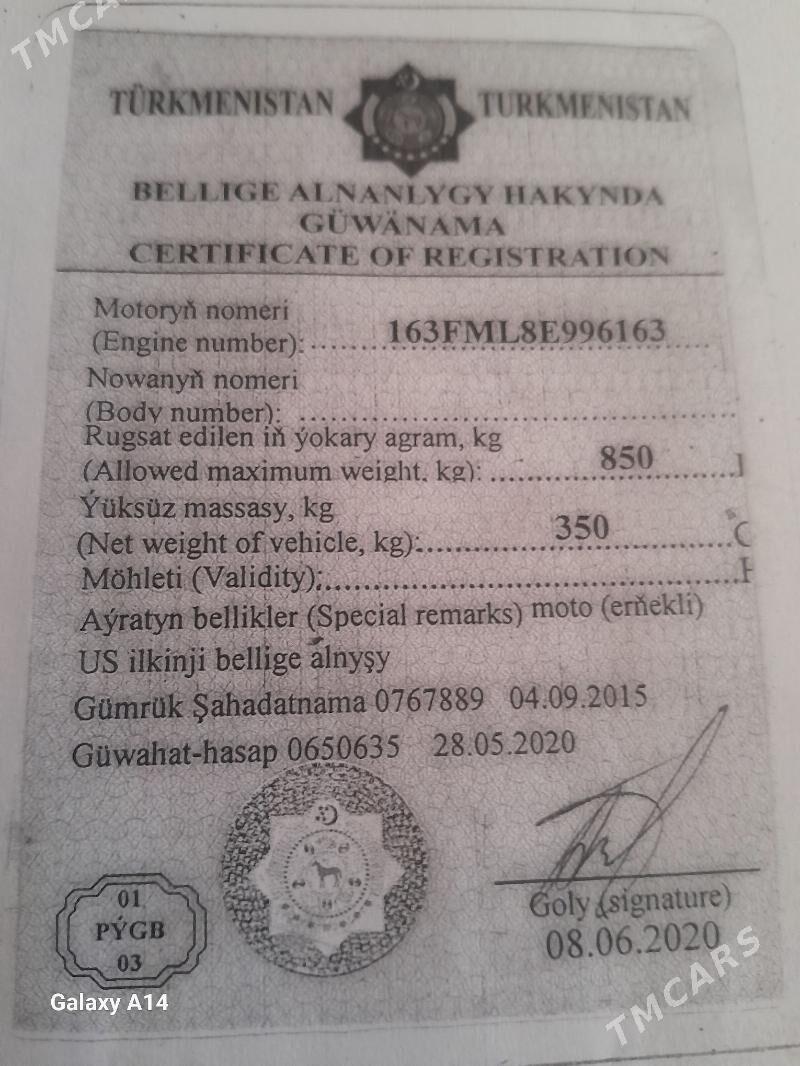 TMCARS
TÜRKMENISTAN TURKMENISTAN
BELLIGE ALNANLYGY HAKYNDA
GÜWÄNAMA
CERTIFICATE OF REGISTRATION
Motoryň nomeri
(Engine number): 163FML8E996163
Nowanyň nomeri
(Body number):
Rugsat edilen iň ýokary agram, kg
(Allowed maximum weight, kg): 850
Ýüksüz massasy, kg
(Net weight of vehicle, kg): 350
Möhleti (Validity):
Aýratyn bellikler (Special remarks) moto (erňekli)
US ilkinji bellige alnyşy
Gümrük Şahadatnama 0767889 04.09.2015
Güwahat-hasap 0650635 28.05.2020
01
PÝGB
03
Goly (signature)
08.06.2020
Galaxy A14
TMCARS